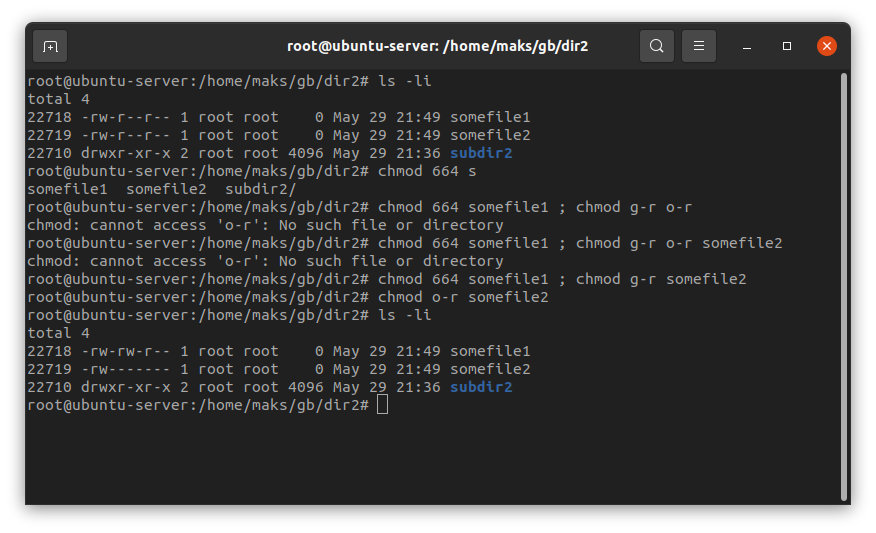 root@ubuntu-server: /home/maks/gb/dir2
root@ubuntu-server:/home/maks/gb/dir2# ls -li
total 4
22718 -rw-r--r-- 1 root root    0 May 29 21:49 somefile1
22719 -rw-r--r-- 1 root root    0 May 29 21:49 somefile2
22710 drwxr-xr-x 2 root root 4096 May 29 21:36 subdir2
root@ubuntu-server:/home/maks/gb/dir2# chmod 664 s
somefile1  somefile2  subdir2/
root@ubuntu-server:/home/maks/gb/dir2# chmod 664 somefile1 ; chmod g-r o-r
chmod: cannot access 'o-r': No such file or directory
root@ubuntu-server:/home/maks/gb/dir2# chmod 664 somefile1 ; chmod g-r o-r somefile2
chmod: cannot access 'o-r': No such file or directory
root@ubuntu-server:/home/maks/gb/dir2# chmod 664 somefile1 ; chmod g-r somefile2
root@ubuntu-server:/home/maks/gb/dir2# chmod o-r somefile2
root@ubuntu-server:/home/maks/gb/dir2# ls -li
total 4
22718 -rw-rw-r-- 1 root root    0 May 29 21:49 somefile1
22719 -rw------- 1 root root    0 May 29 21:49 somefile2
22710 drwxr-xr-x 2 root root 4096 May 29 21:36 subdir2
root@ubuntu-server:/home/maks/gb/dir2#